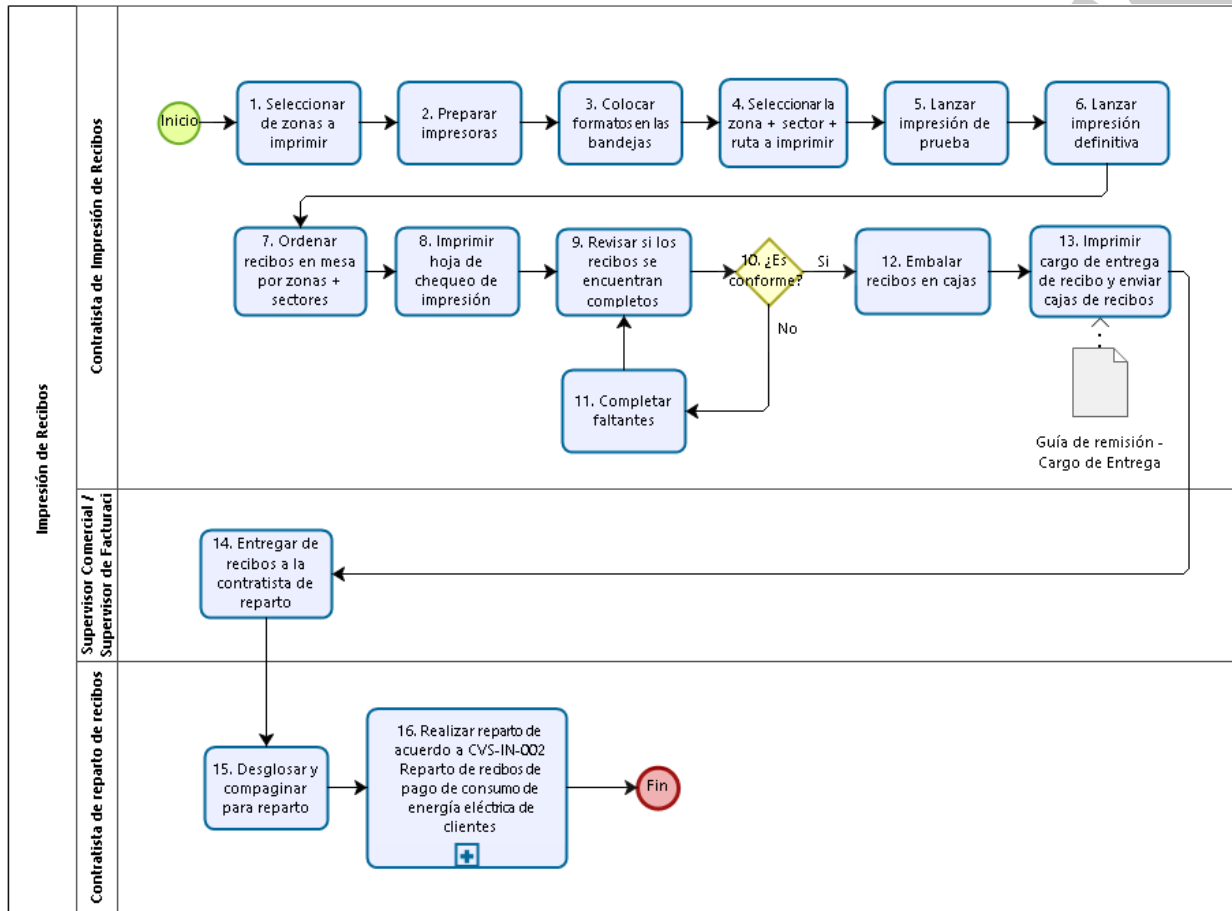 Impresión de Recibos
Contratista de Impresión de Recibos
Inicio
1. Seleccionar
de zonas a
imprimir
2. Preparar
impresoras
3. Colocar
formatos en las
bandejas
4. Seleccionar la
zona + sector +
ruta a imprimir
5. Lanzar
impresión de
prueba
6. Lanzar
impresión
definitiva
7. Ordenar
recibos en mesa
por zonas +
sectores
8. Imprimir
hoja de
chequeo de
impresión
9. Revisar si los
recibos se
encuentran
completos
10. ¿Es
conforme?
Si
No
11. Completar
faltantes
12. Embalar
recibos en cajas
13. Imprimir
cargo de entrega
de recibo y enviar
cajas de recibos
Guía de remisión -
Cargo de Entrega
Supervisor Comercial /
Supervisor de Facturaci
14. Entregar de
recibos a la
contratista de
reparto
Contratista de reparto de recibos
15. Desglosar y
compaginar
para reparto
16. Realizar reparto de
acuerdo a CVS-IN-002
Reparto de recibos de
pago de consumo de
energía eléctrica de
clientes
Fin